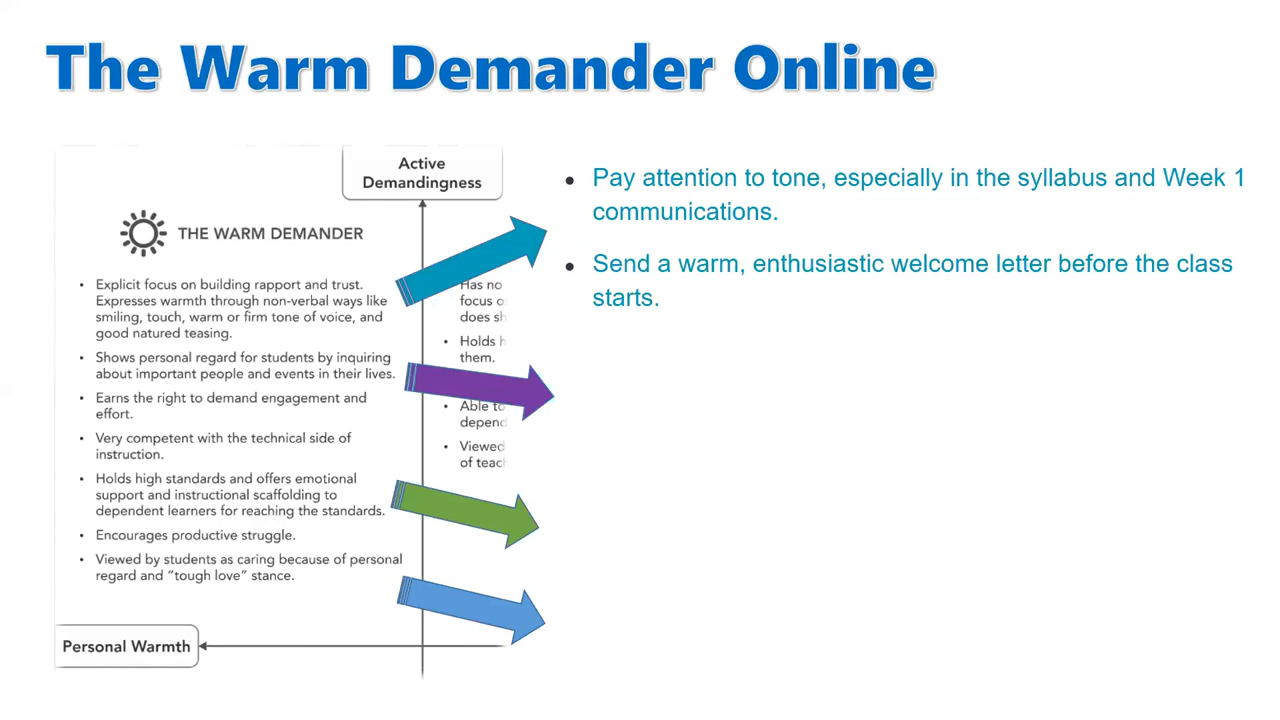 The Warm Demander Online
Active
Demandingness
THE WARM DEMANDER
• Explicit focus on building rapport and trust.
Expresses warmth through non-verbal ways like
smiling, touch, warm or firm tone of voice, and
good natured teasing.
• Shows personal regard for students by inquiring
about important people and events in their lives.
• Earns the right to demand engagement and
effort.
• Very competent with the technical side of
instruction.
• Holds high standards and offers emotional
support and instructional scaffolding to
dependent learners for reaching the standards.
• Encourages productive struggle.
• Viewed by students as caring because of personal
regard and “tough love” stance.
Personal Warmth
Has no
focus
does
• Holds
them.
• Able to
• Viewed
of
• Pay attention to tone, especially in the syllabus and Week 1
communications.
• Send a warm, enthusiastic welcome letter before the class
starts.